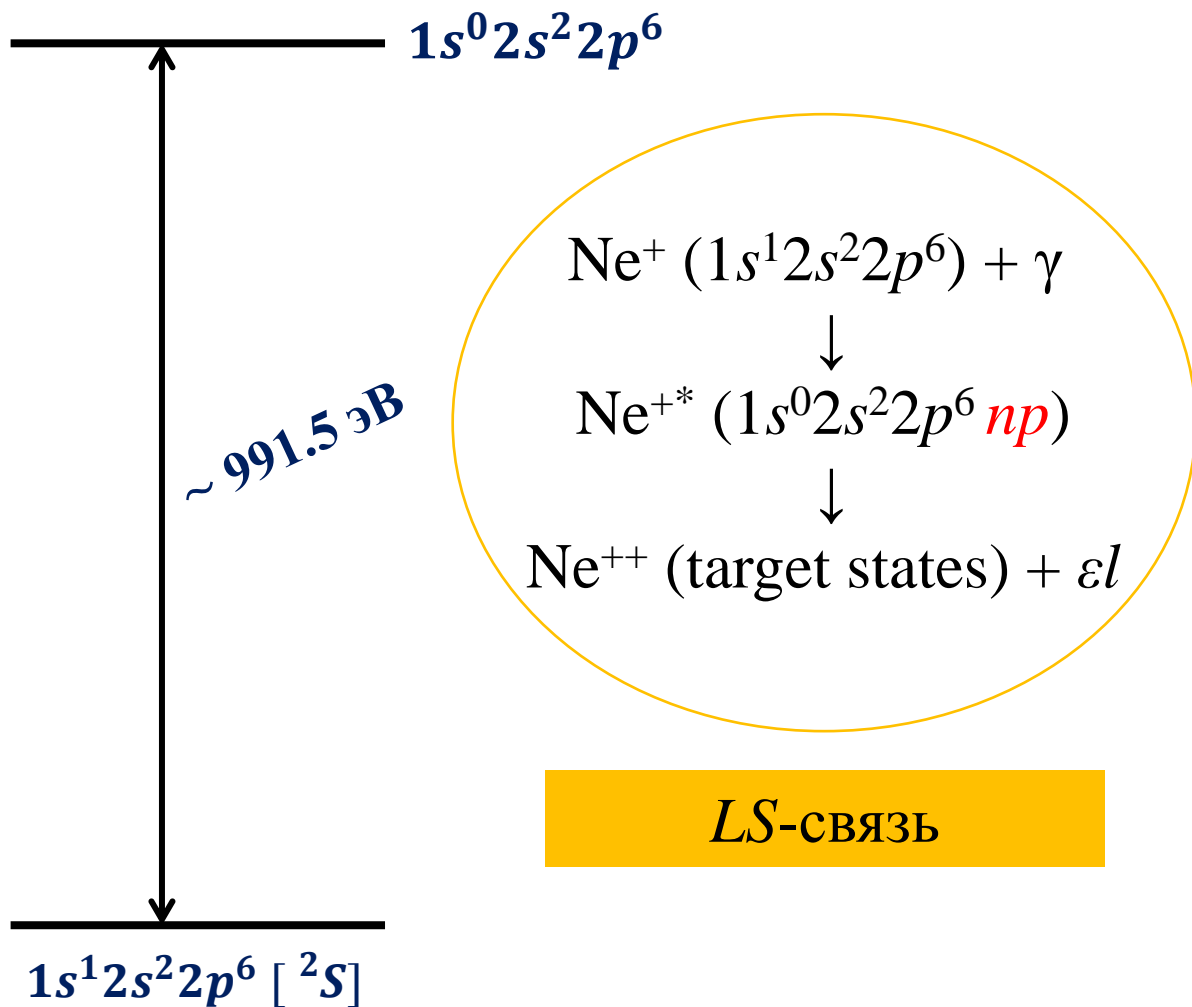 1s⁰2s²2p⁶
~ 991.5 эВ
Ne⁺ (1s¹2s²2p⁶) + γ
↓
Ne⁺* (1s⁰2s²2p⁶ np)
↓
Ne⁺⁺ (target states) + εl
LS-связь
1s¹2s²2p⁶ [ ²S]